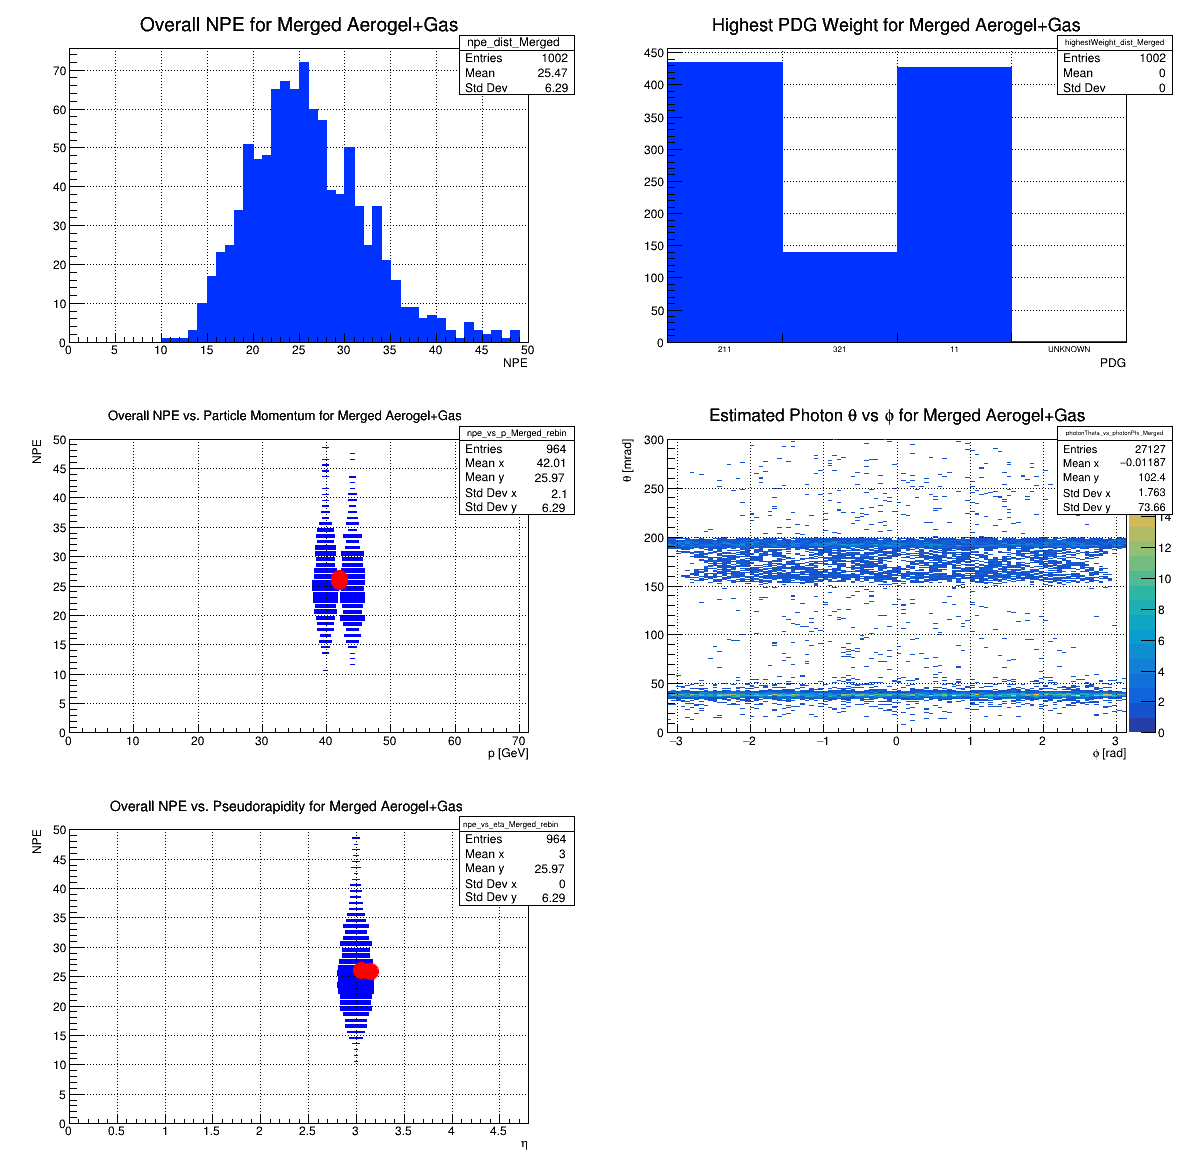 Overall NPE for Merged Aerogel+Gas
npe_dist_Merged
Entries 1002
Mean 25.47
Std Dev 6.29
70
60
50
40
30
20
10
0
0 5 10 15 20 25 30 35 40 45 50
NPE
Highest PDG Weight for Merged Aerogel+Gas
highestWeight_dist_Merged
Entries 1002
Mean 0
Std Dev 0
450
400
350
300
250
200
150
100
50
0
211 321 11 UNKNOWN
PDG
Overall NPE vs. Particle Momentum for Merged Aerogel+Gas
npe_vs_p_Merged_rebin
Entries 964
Mean x 42.01
Mean y 25.97
Std Dev x 2.1
Std Dev y 6.29
NPE
50
45
40
35
30
25
20
15
10
5
0
0 10 20 30 40 50 60 70
p [GeV]
Estimated Photon θ vs ϕ for Merged Aerogel+Gas
photonTheta_vs_photonPhi_Merged
Entries 27127
Mean x −0.01187
Mean y 102.4
Std Dev x 1.763
Std Dev y 73.66
θ [mrad]
300
250
200
150
100
50
0
−3 −2 −1 0 1 2 3
ϕ [rad]
14
12
10
8
6
4
2
0
Overall NPE vs. Pseudorapidity for Merged Aerogel+Gas
npe_vs_eta_Merged_rebin
Entries 964
Mean x 3
Mean y 25.97
Std Dev x 0
Std Dev y 6.29
NPE
50
45
40
35
30
25
20
15
10
5
0
0 0.5 1 1.5 2 2.5 3 3.5 4 4.5
η